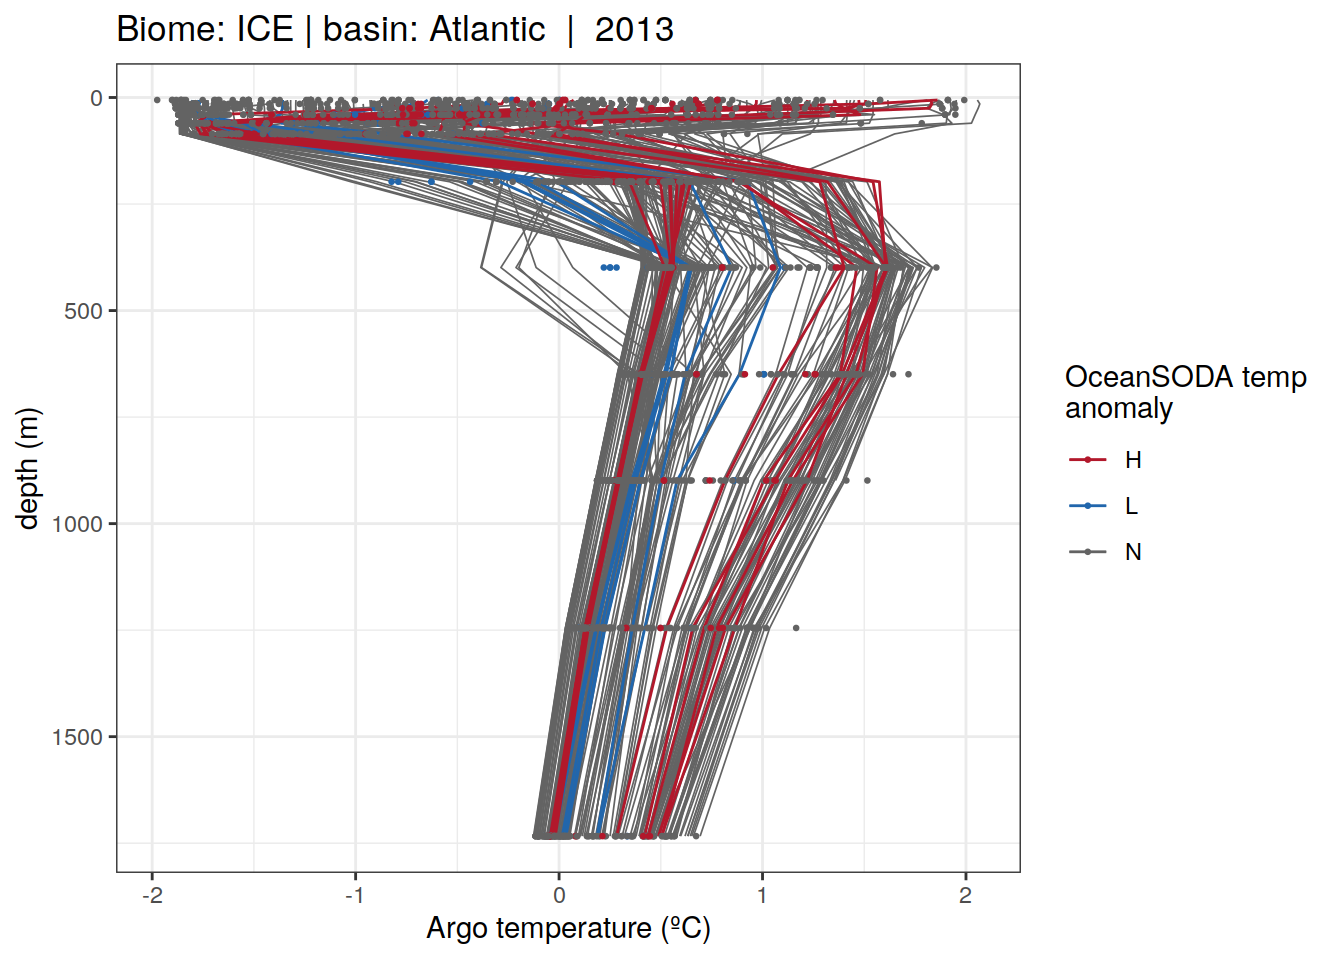 Biome: ICE | basin: Atlantic  |  2013
0
500
1000
1500
depth (m)
-2
-1
0
1
2
Argo temperature (ºC)
OceanSODA temp
anomaly
H
L
N